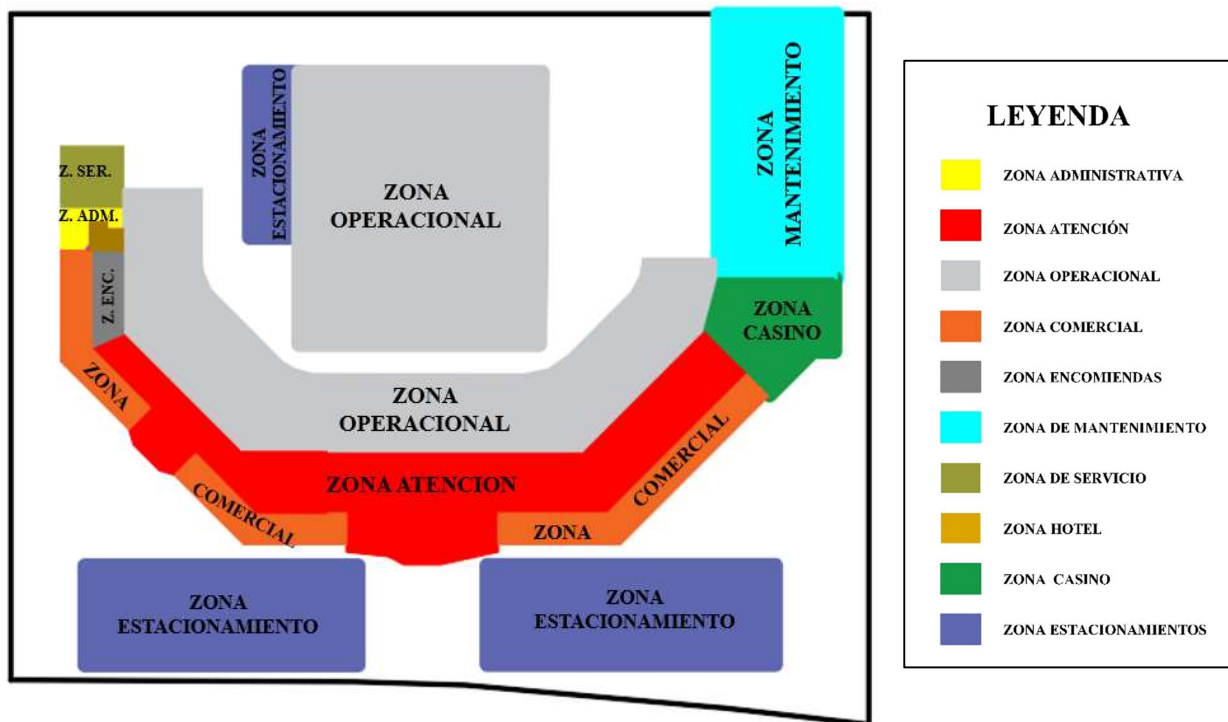 Z. SER.
Z. ADM.
Z. ENC.
ZONA
ESTACIONAMIENTO
ZONA
OPERACIONAL
ZONA
MANTENIMIENTO
ZONA
CASINO
ZONA
OPERACIONAL
ZONA
COMERCIAL
ZONA ATENCION
ZONA
COMERCIAL
ZONA
ESTACIONAMIENTO
ZONA
ESTACIONAMIENTO
LEYENDA
ZONA ADMINISTRATIVA
ZONA ATENCIÓN
ZONA OPERACIONAL
ZONA COMERCIAL
ZONA ENCOMIENDAS
ZONA DE MANTENIMIENTO
ZONA DE SERVICIO
ZONA HOTEL
ZONA CASINO
ZONA ESTACIONAMIENTOS